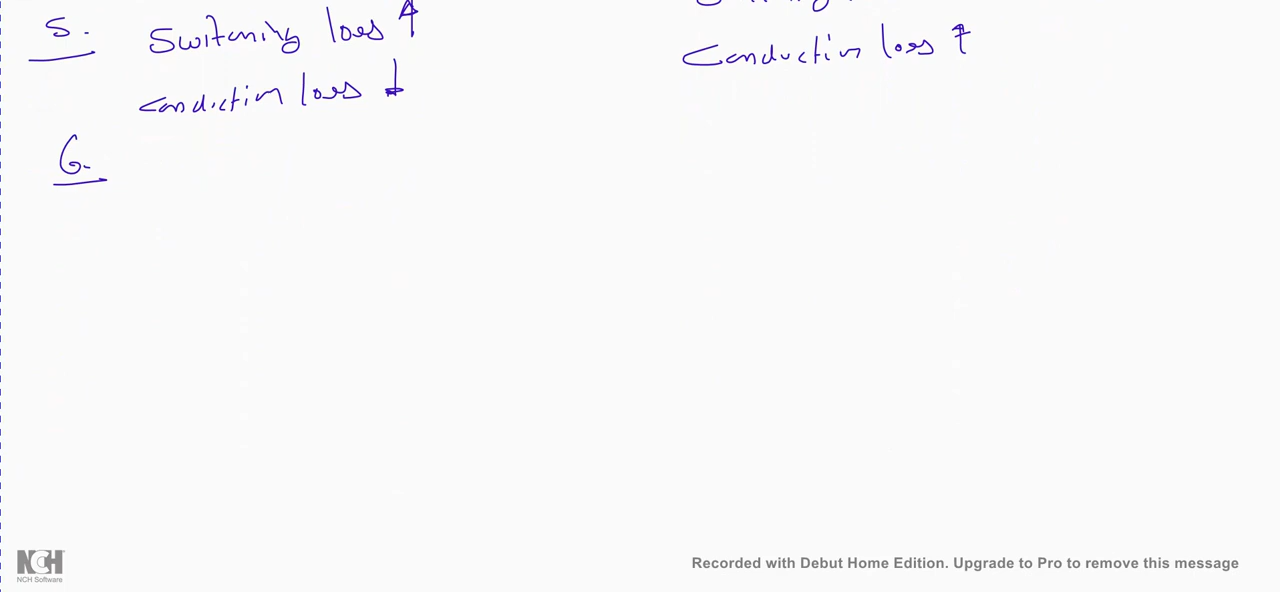 5. Switching loss ↑
Conduction loss ↓
Conduction loss ↑
6.
NCH
NCH Software
Recorded with Debut Home Edition. Upgrade to Pro to remove this message